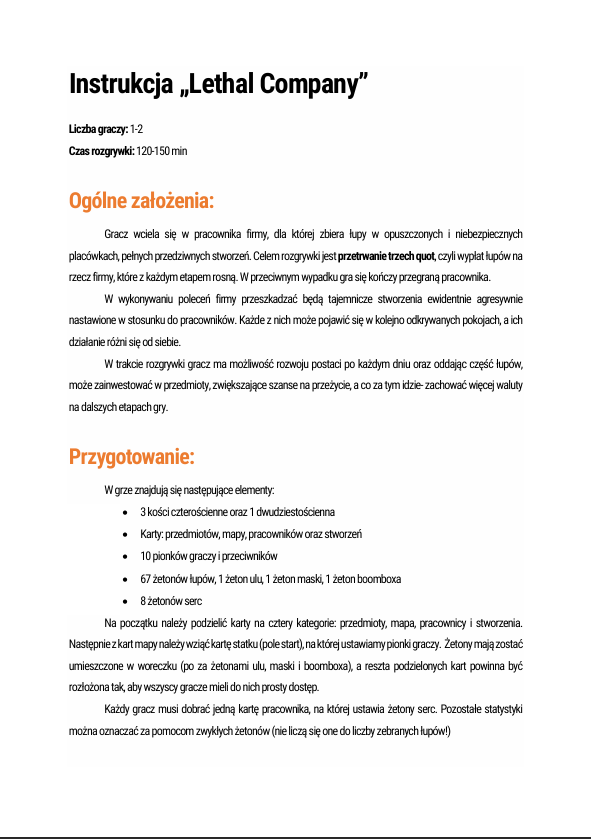 Instrukcja „Lethal Company”
Liczba graczy: 1-2
Czas rozgrywki: 120-150 min
Ogólne założenia:
Gracz wciela się w pracownika firmy, dla której zbiera łupy w opuszczonych i niebezpiecznych
placówkach, pełnych przedziwnych stworzeń. Celem rozgrywki jest przetrwanie trzech quot, czyli wypłat łupów na
rzecz firmy, które z każdym etapem rosną. W przeciwnym wypadku gra się kończy przegraną pracownika.
W wykonywaniu poleceń firmy przeszkadzać będą tajemnicze stworzenia ewidentnie agresywnie
nastawione w stosunku do pracowników. Każde z nich może pojawić się w kolejno odkrywanych pokojach, a ich
działanie różni się od siebie.
W trakcie rozgrywki gracz ma możliwość rozwoju postaci po każdym dniu oraz oddając część łupów,
może zainwestować w przedmioty, zwiększające szanse na przeżycie, a co za tym idzie- zachować więcej waluty
na dalszych etapach gry.
Przygotowanie:
W grze znajdują się następujące elementy:
• 3 kości czterościenne oraz 1 dwudziestościenna
• Karty: przedmiotów, mapy, pracowników oraz stworzeń
• 10 pionków graczy i przeciwników
• 67 żetonów łupów, 1 żeton ulu, 1 żeton maski, 1 żeton boomboxa
• 8 żetonów serc
Na początku należy podzielić karty na cztery kategorie: przedmioty, mapa, pracownicy i stworzenia.
Następnie z kart mapy należy wziąć kartę statku (pole start), na której ustawiamy pionki graczy. Żetony mają zostać
umieszczone w woreczku (po za żetonami ulu, maski i boomboxa), a reszta podzielonych kart powinna być
rozłożona tak, aby wszyscy gracze mieli do nich prosty dostęp.
Każdy gracz musi dobrać jedną kartę pracownika, na której ustawia żetony serc. Pozostałe statystyki
można oznaczać za pomocom zwykłych żetonów (nie liczą się one do liczby zebranych łupów!)